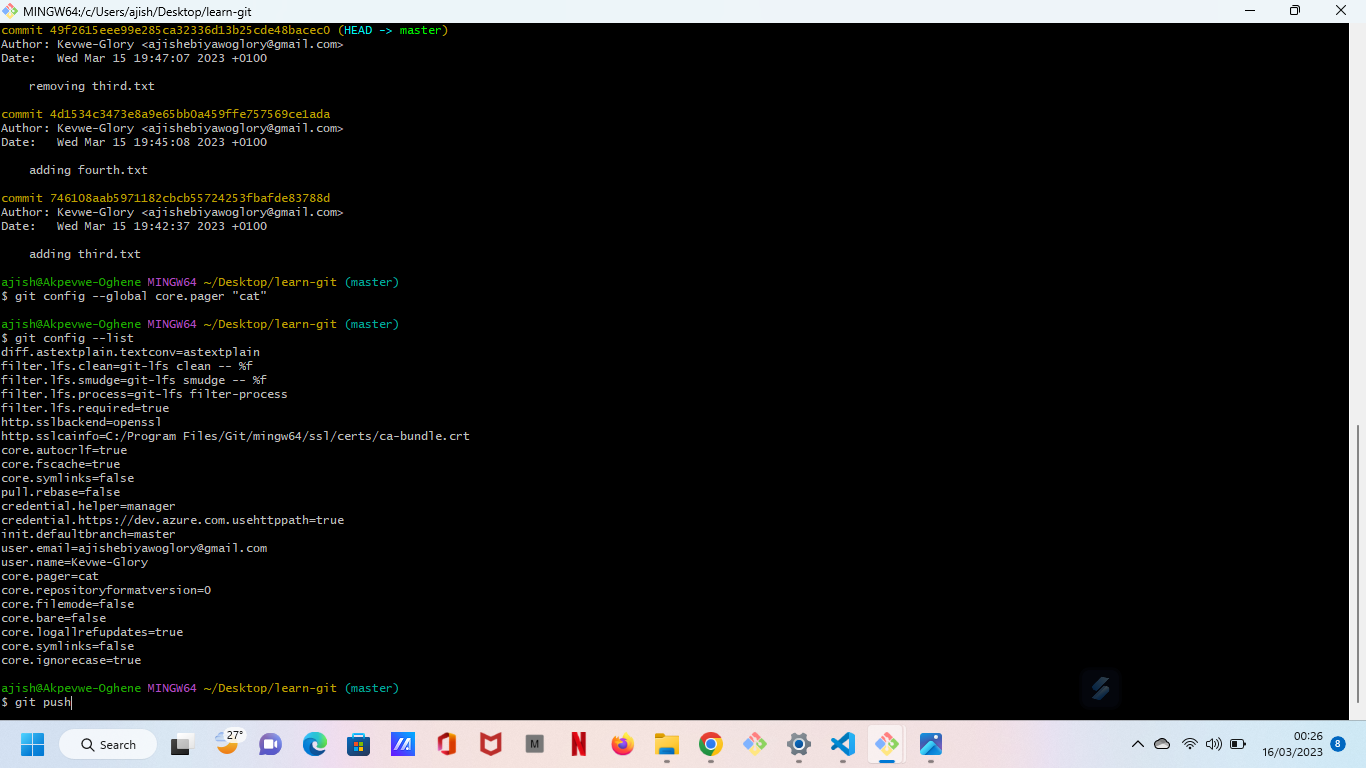 MINGW64:/c/Users/ajish/Desktop/learn-git
commit 49f2615eee99e285ca32336d13b25cde48bacec0 (HEAD -> master)
Author: Kevwe-Glory <ajishebiyawoglory@gmail.com>
Date:   Wed Mar 15 19:47:07 2023 +0100
removing third.txt
commit 4d1534c3473e8a9e65bb0a459ffe757569ce1ada
Author: Kevwe-Glory <ajishebiyawoglory@gmail.com>
Date:   Wed Mar 15 19:45:08 2023 +0100
adding fourth.txt
commit 746108aab5971182cbcb55724253fbafde83788d
Author: Kevwe-Glory <ajishebiyawoglory@gmail.com>
Date:   Wed Mar 15 19:42:37 2023 +0100
adding third.txt
ajish@Akpevwe-Oghene MINGW64 ~/Desktop/learn-git (master)
$ git config --global core.pager "cat"
ajish@Akpevwe-Oghene MINGW64 ~/Desktop/learn-git (master)
$ git config --list
diff.astextplain.textconv=astextplain
filter.lfs.clean=git-lfs clean -- %f
filter.lfs.smudge=git-lfs smudge -- %f
filter.lfs.process=git-lfs filter-process
filter.lfs.required=true
http.sslbackend=openssl
http.sslcainfo=C:/Program Files/Git/mingw64/ssl/certs/ca-bundle.crt
core.autocrlf=true
core.fscache=true
core.symlinks=false
pull.rebase=false
credential.helper=manager
credential.https://dev.azure.com.usehttppath=true
init.defaultbranch=master
user.email=ajishebiyawoglory@gmail.com
user.name=Kevwe-Glory
core.pager=cat
core.repositoryformatversion=0
core.filemode=false
core.bare=false
core.logallrefupdates=true
core.symlinks=false
core.ignorecase=true
ajish@Akpevwe-Oghene MINGW64 ~/Desktop/learn-git (master)
$ git push
Search
27°
M
N
00:26
16/03/2023
8